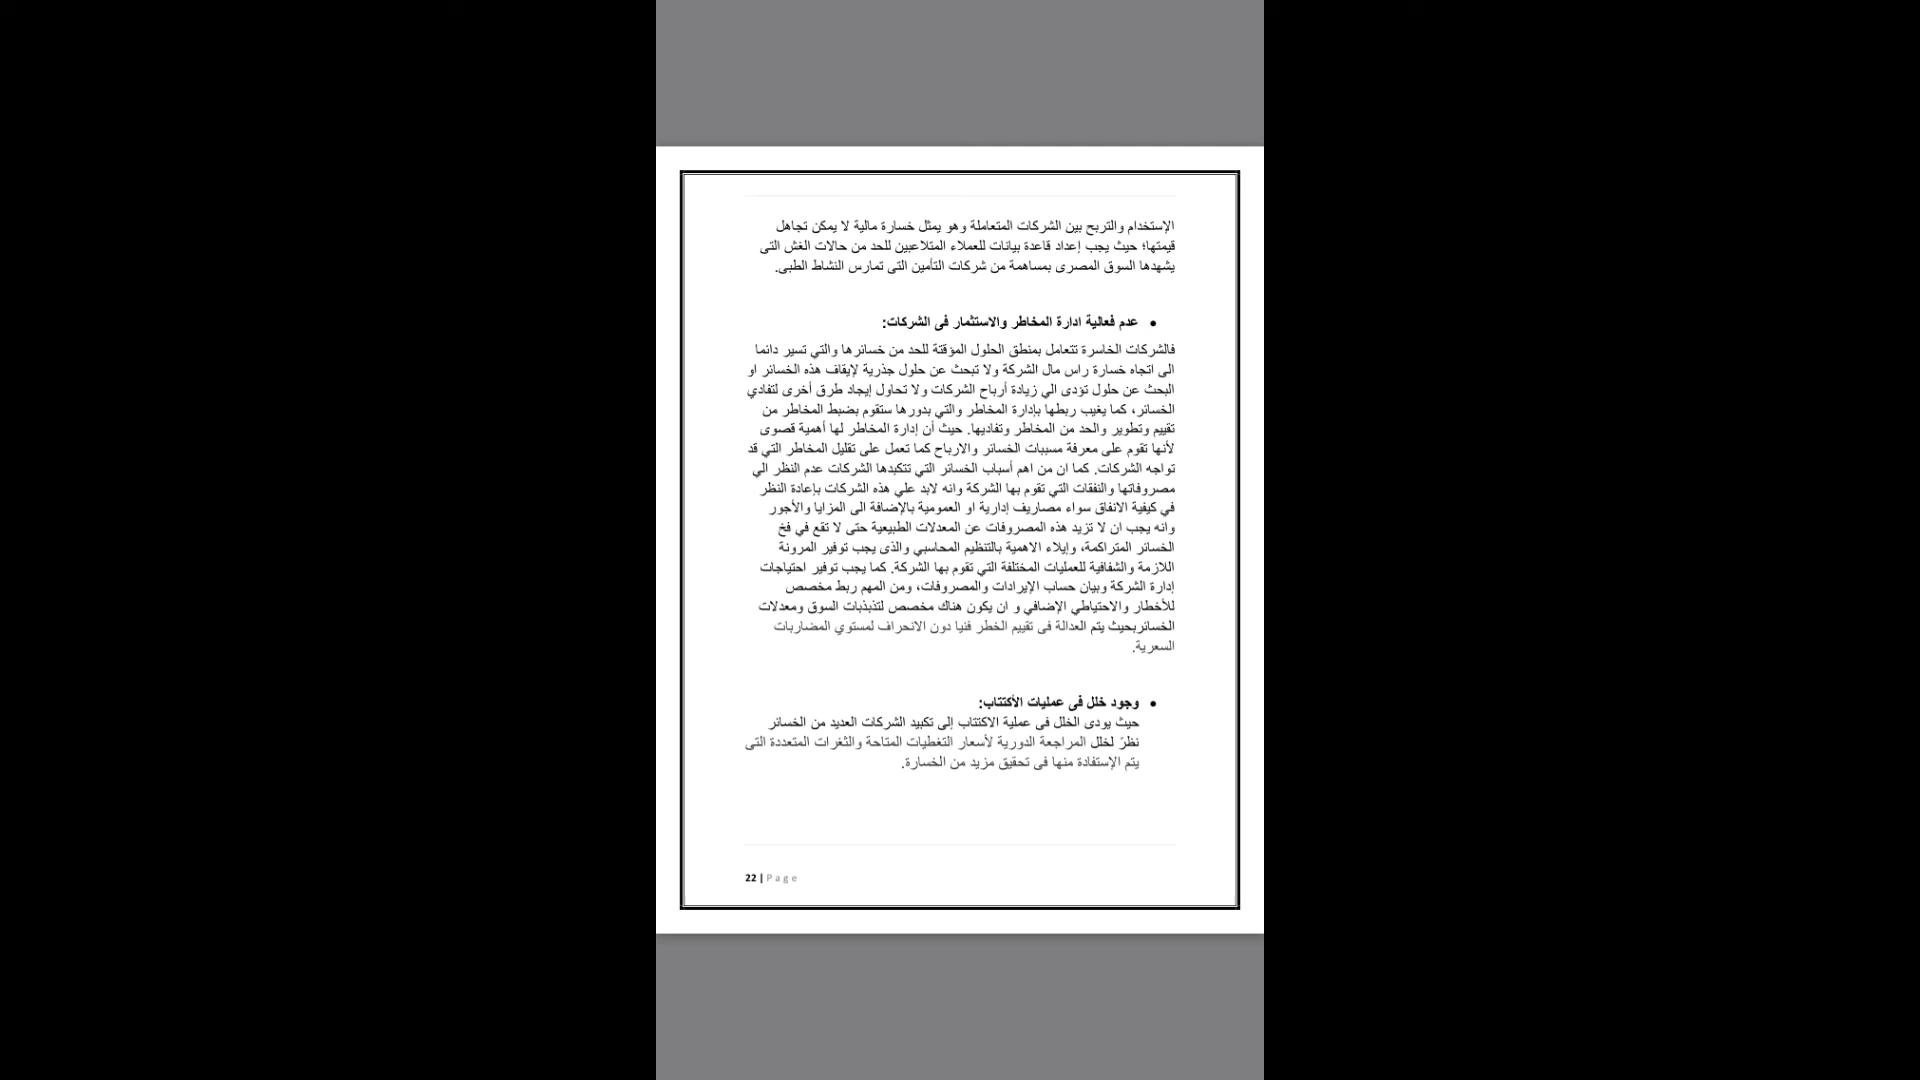 الإستخدام والتربح بين الشركات المتعاملة وهو يمثل خسارة مالية لا يمكن تجاهل
قيمتها؛ حيث يجب إعداد قاعدة بيانات للعملاء المتلاعبين للحد من حالات الغش التى
يشهدها السوق المصرى بمساهمة من شركات التأمين التى تمارس النشاط الطبى.
• عدم فعالية ادارة المخاطر والاستثمار فى الشركات:
فالشركات الخاسرة تتعامل بمنطق الحلول المؤقتة للحد من خسائرها والتي تسير دائما
الى اتجاه خسارة راس مال الشركة ولا تبحث عن حلول جذرية لإيقاف هذه الخسائر او
البحث عن حلول تؤدى الي زيادة أرباح الشركات ولا تحاول إيجاد طرق أخرى لتفادي
الخسائر، كما يغيب ربطها بإدارة المخاطر والتي بدورها ستقوم بضبط المخاطر من
تقييم وتطوير والحد من المخاطر وتفاديها. حيث أن إدارة المخاطر لها أهمية قصوى
لأنها تقوم على معرفة مسببات الخسائر والارباح كما تعمل على تقليل المخاطر التي قد
تواجه الشركات. كما ان من اهم أسباب الخسائر التي تتكبدها الشركات عدم النظر الي
مصروفاتها والنفقات التي تقوم بها الشركة وانه لابد علي هذه الشركات بإعادة النظر
في كيفية الانفاق سواء مصاريف إدارية او العمومية بالإضافة الى المزايا والأجور
وانه يجب ان لا تزيد هذه المصروفات عن المعدلات الطبيعية حتى لا تقع في فخ
الخسائر المتراكمة، وإيلاء الاهمية بالتنظيم المحاسبي والذى يجب توفير المرونة
اللازمة والشفافية للعمليات المختلفة التي تقوم بها الشركة. كما يجب توفير احتياجات
إدارة الشركة وبيان حساب الإيرادات والمصروفات، ومن المهم ربط مخصص
للأخطار والاحتياطي الإضافي و ان يكون هناك مخصص لتذبذبات السوق ومعدلات
الخسائربحيث يتم العدالة فى تقييم الخطر فنيا دون الانحراف لمستوي المضاربات
السعرية.
• وجود خلل فى عمليات الأكتتاب:
حيث يودى الخلل فى عملية الاكتتاب إلى تكبيد الشركات العديد من الخسائر
نظرً لخلل المراجعة الدورية لأسعار التغطيات المتاحة والثغرات المتعددة التى
يتم الإستفادة منها فى تحقيق مزيد من الخسارة.
22 | Page